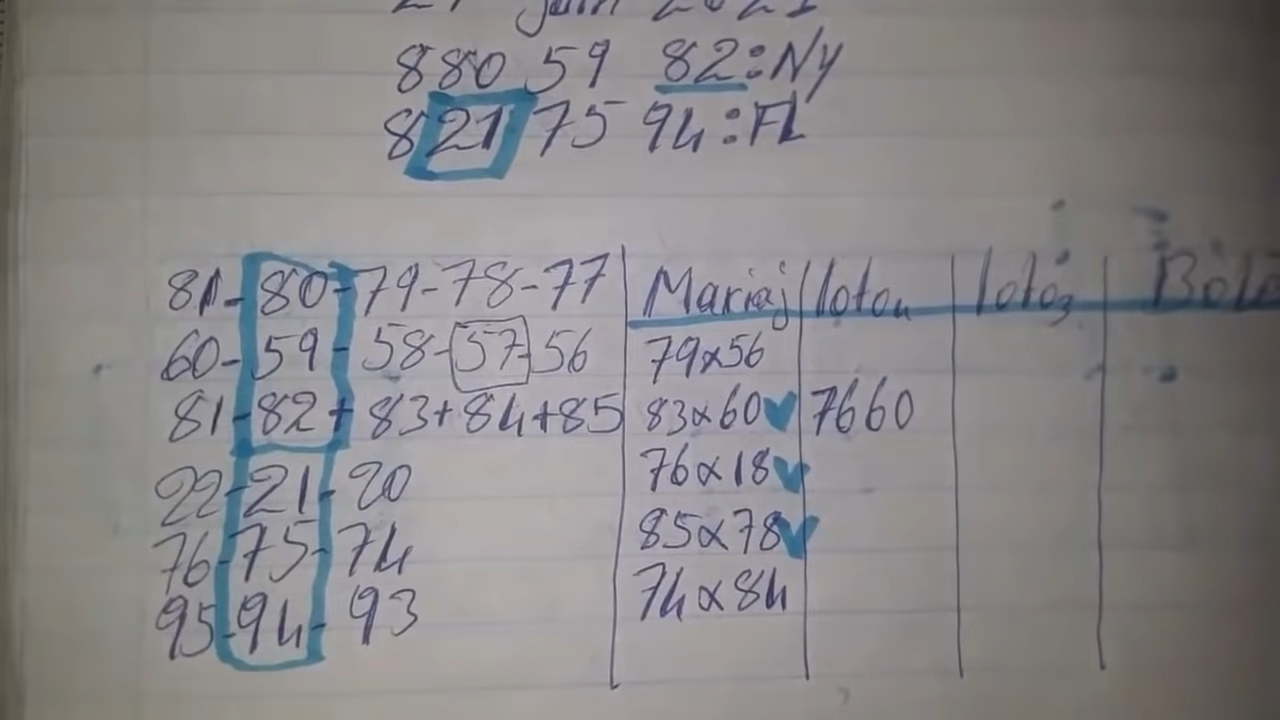 880 59 82:Ny
821 75 94:FL
81-80-79-78-77
60-59-58-57-56
81-82+83+84+85
22-21-20
76-75-74
95-94-93
Mariaj
79x56
83x60
76x18
85x78
74x84
loto4
7660
lotó3